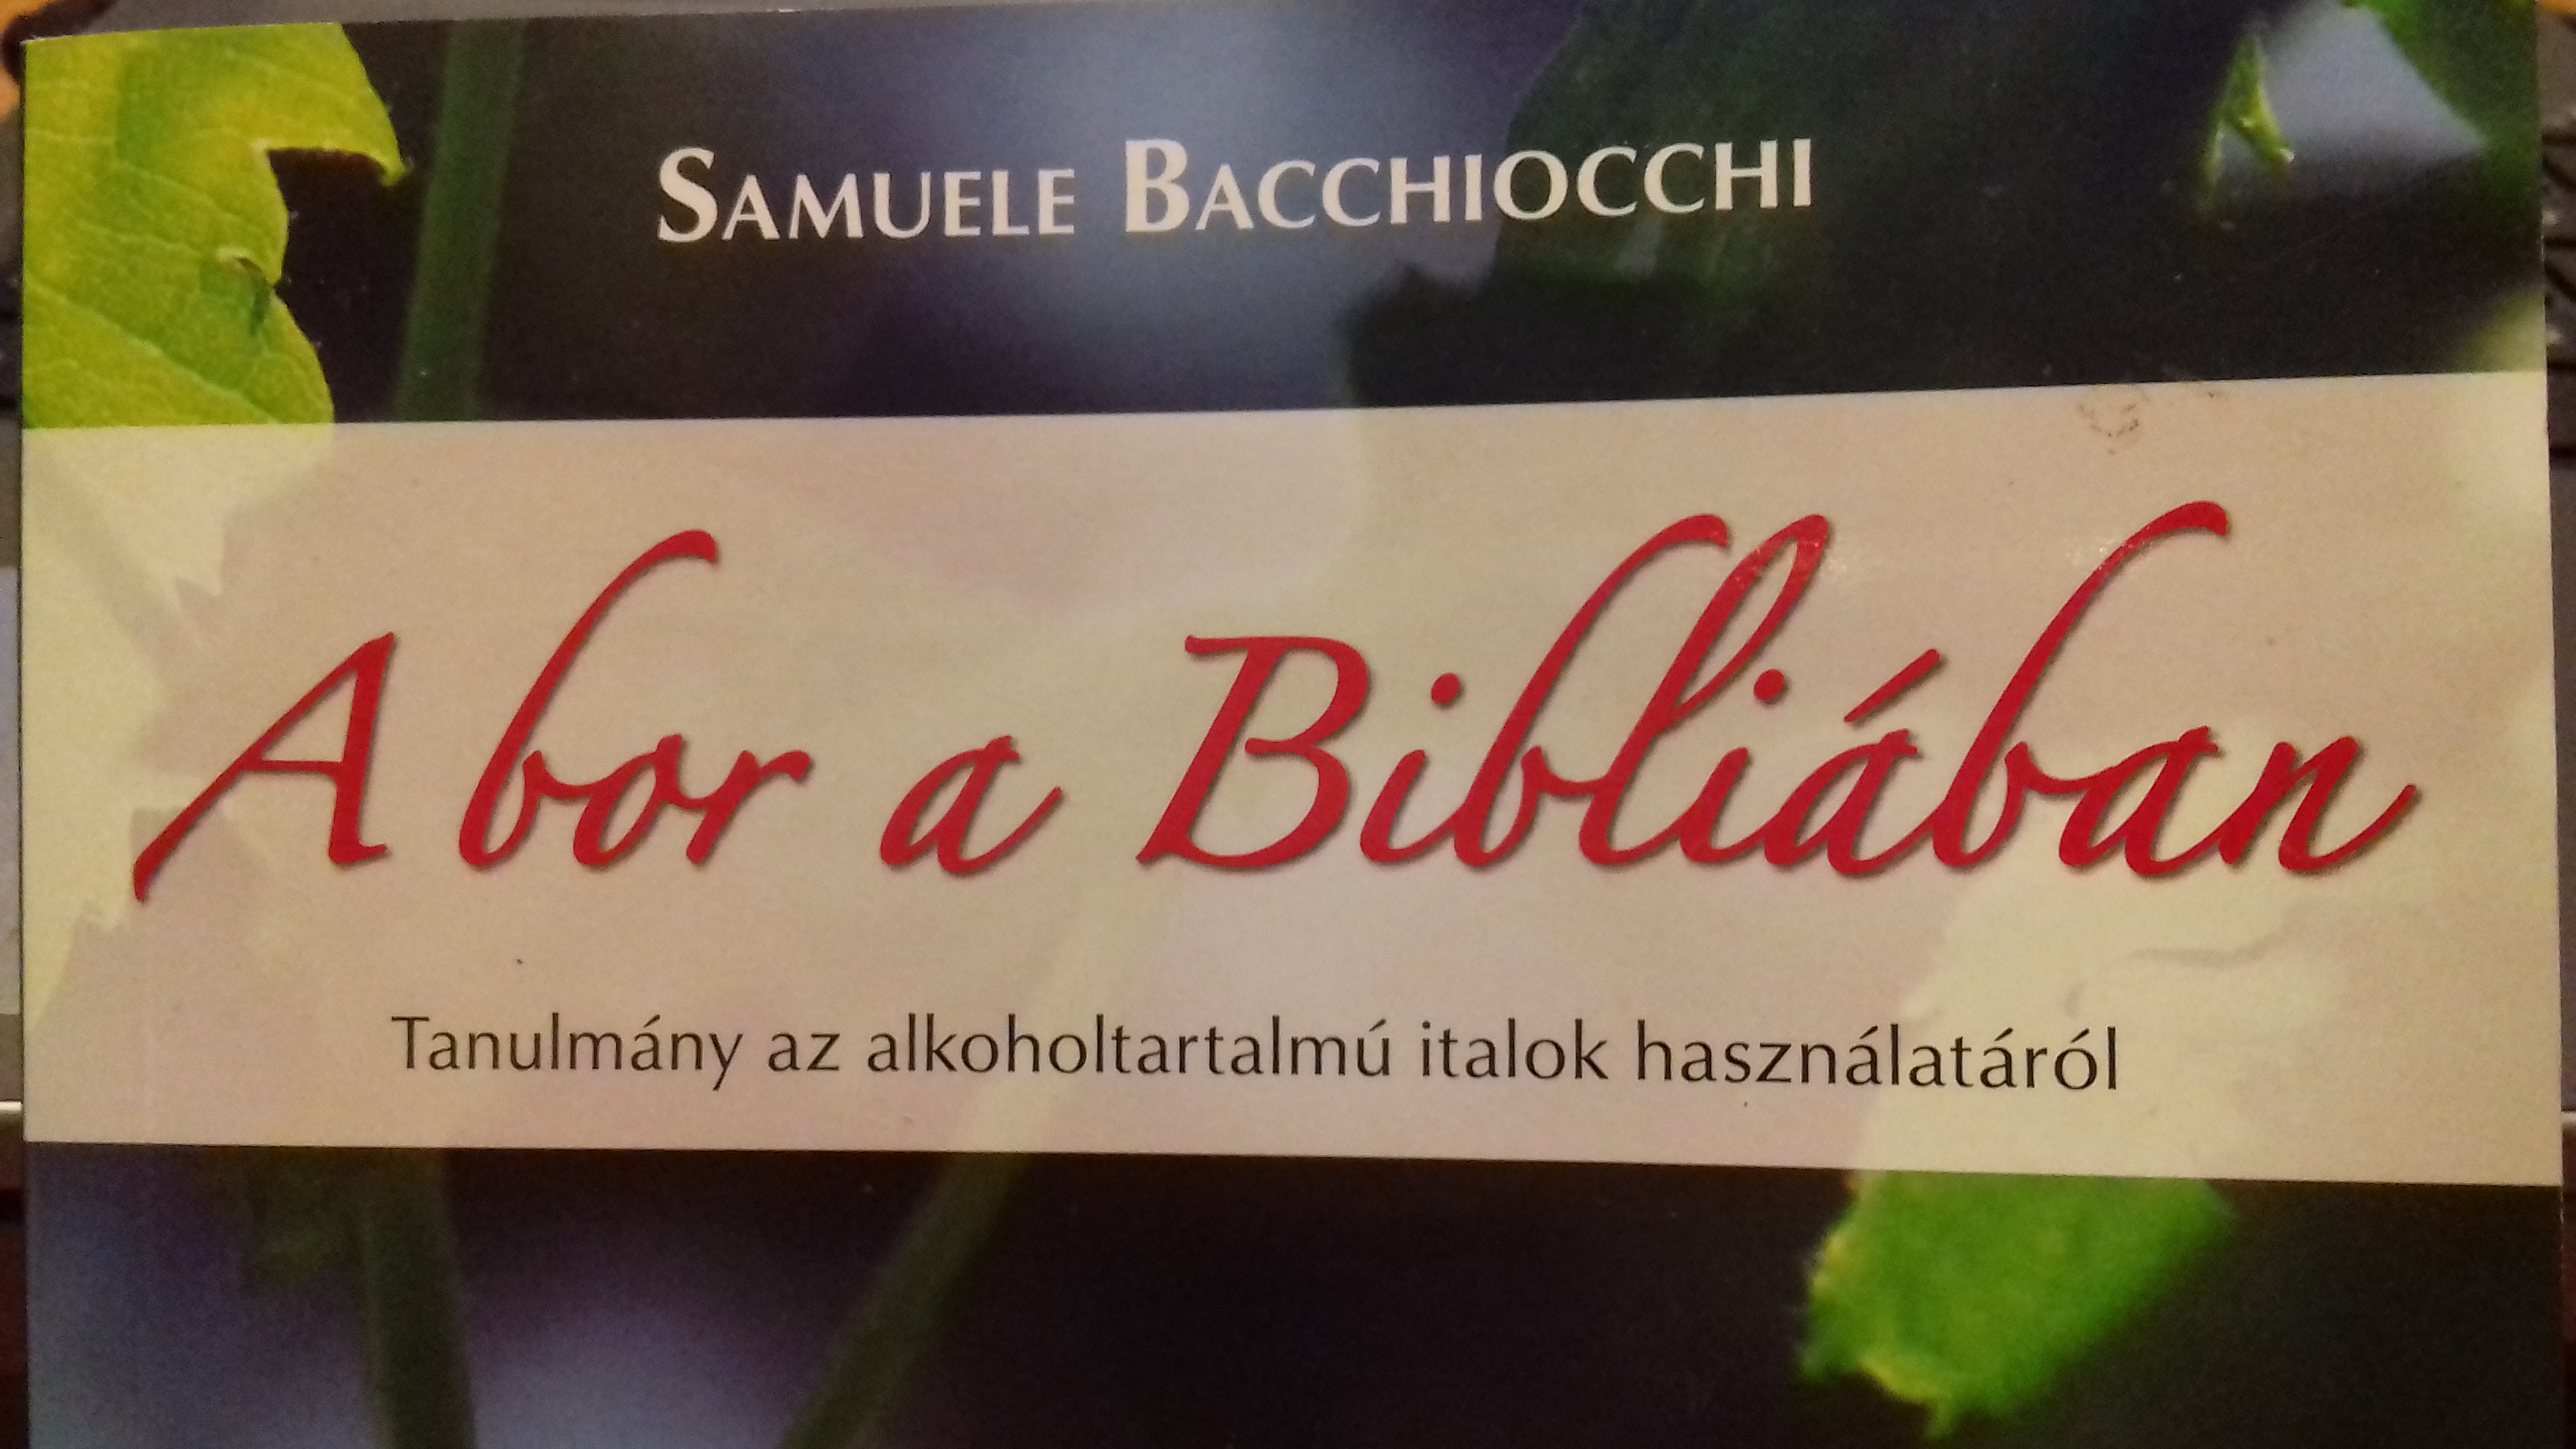 SAMUELE BACCHIOCCHI
A bor a Bibliában
Tanulmány az alkoholtartalmú italok használatáról